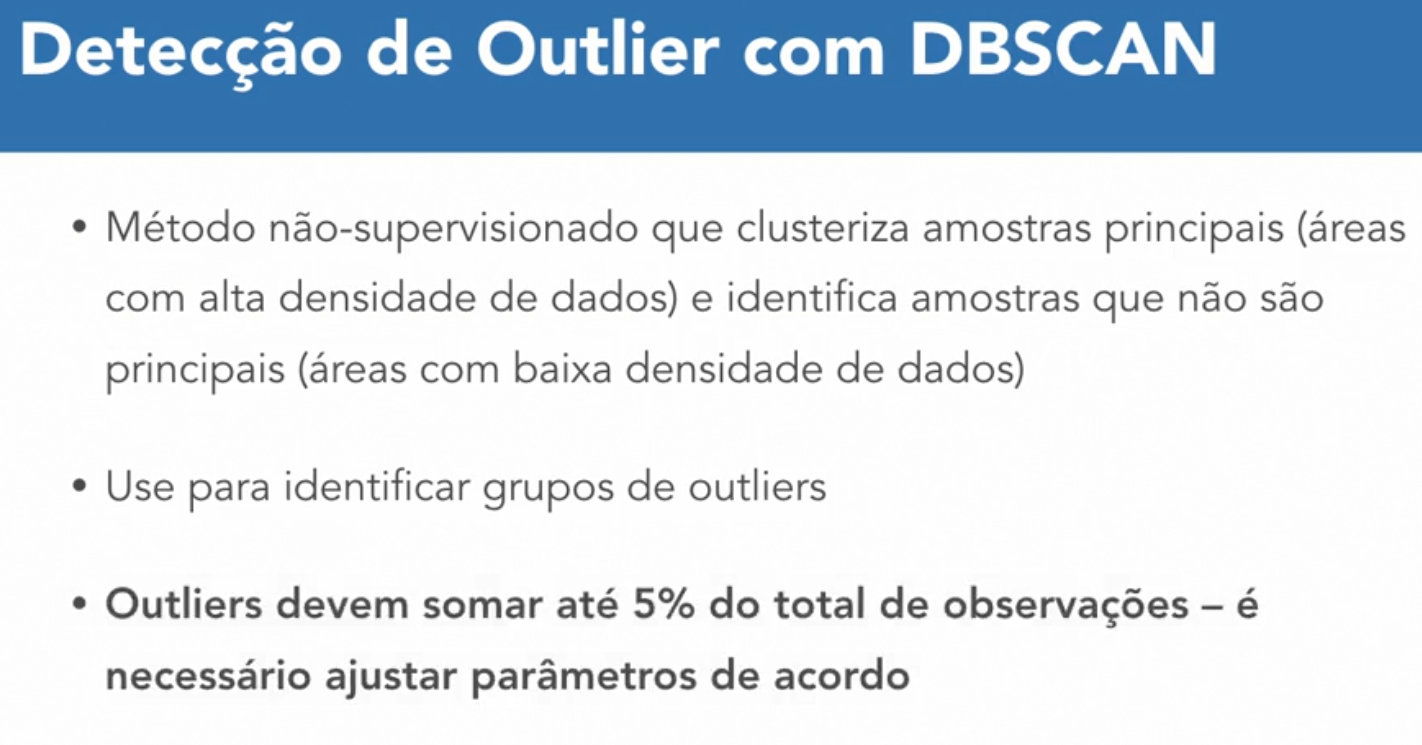 Detecção de Outlier com DBSCAN
• Método não-supervisionado que clusteriza amostras principais (áreas
com alta densidade de dados) e identifica amostras que não são
principais (áreas com baixa densidade de dados)
• Use para identificar grupos de outliers
• Outliers devem somar até 5% do total de observações – é
necessário ajustar parâmetros de acordo